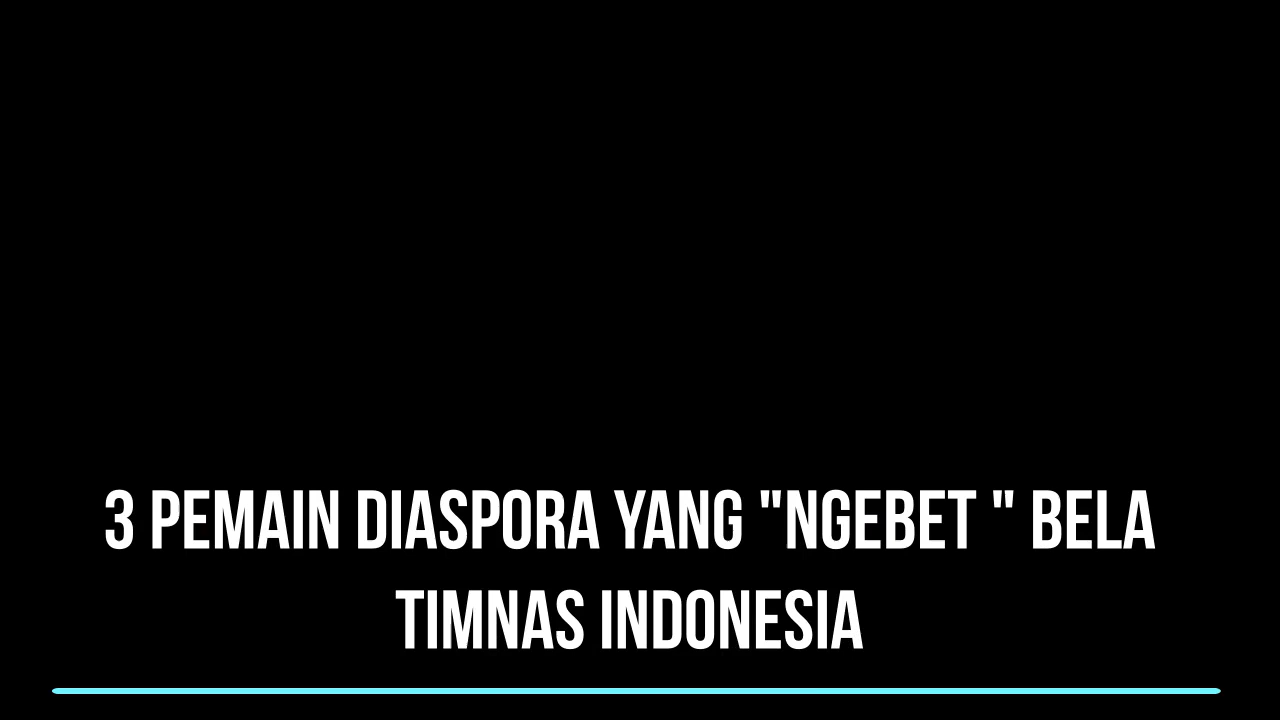 3 PEMAIN DIASPORA YANG "NGEBET " BELA
TIMNAS INDONESIA